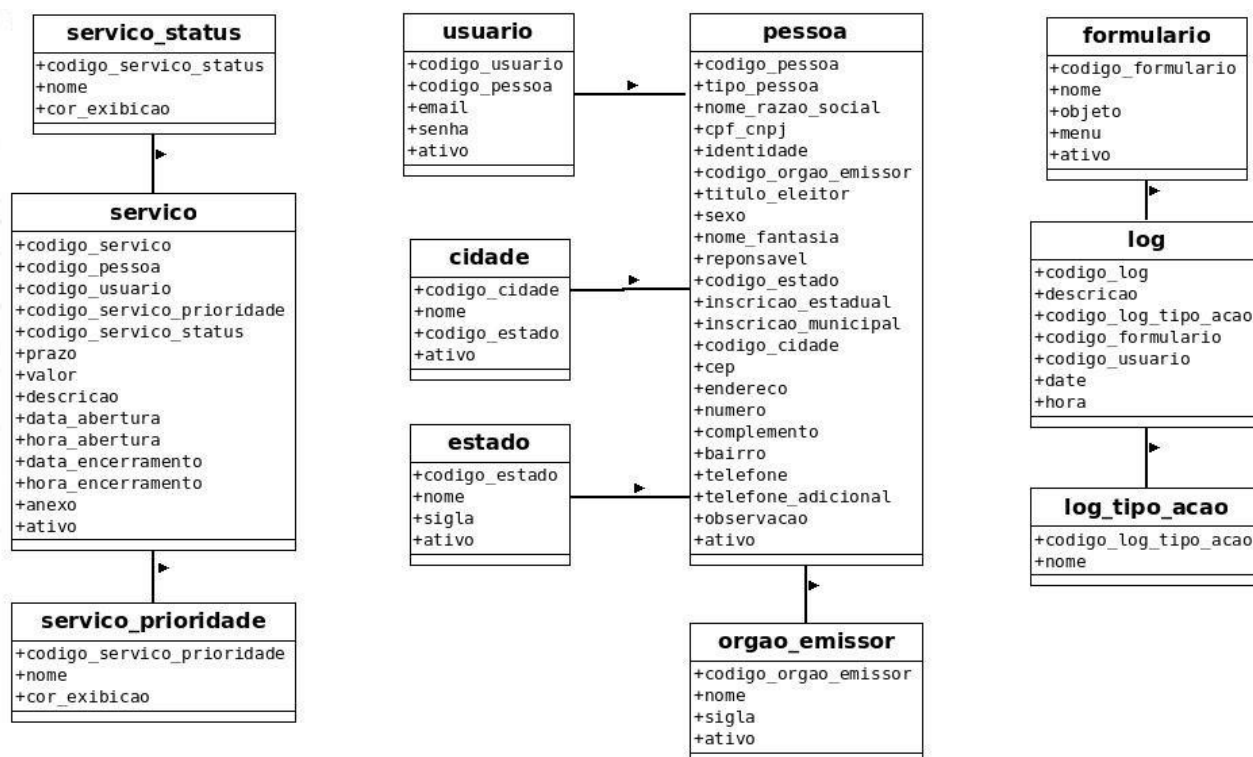 servico_status
+codigo_servico_status
+nome
+cor_exibicao
servico
+codigo_servico
+codigo_pessoa
+codigo_usuario
+codigo_servico_prioridade
+codigo_servico_status
+prazo
+valor
+descricao
+data_abertura
+hora_abertura
+data_encerramento
+hora_encerramento
+anexo
+ativo
servico_prioridade
+codigo_servico_prioridade
+nome
+cor_exibicao
usuario
+codigo_usuario
+codigo_pessoa
+email
+senha
+ativo
cidade
+codigo_cidade
+nome
+codigo_estado
+ativo
estado
+codigo_estado
+nome
+sigla
+ativo
pessoa
+codigo_pessoa
+tipo_pessoa
+nome_razao_social
+cpf_cnpj
+identidade
+codigo_orgao_emissor
+titulo_eleitor
+sexo
+nome_fantasia
+reponsavel
+codigo_estado
+inscricao_estadual
+inscricao_municipal
+codigo_cidade
+cep
+endereco
+numero
+complemento
+bairro
+telefone
+telefone_adicional
+observacao
+ativo
orgao_emissor
+codigo_orgao_emissor
+nome
+sigla
+ativo
formulario
+codigo_formulario
+nome
+objeto
+menu
+ativo
log
+codigo_log
+descricao
+codigo_log_tipo_acao
+codigo_formulario
+codigo_usuario
+date
+hora
log_tipo_acao
+codigo_log_tipo_acao
+nome